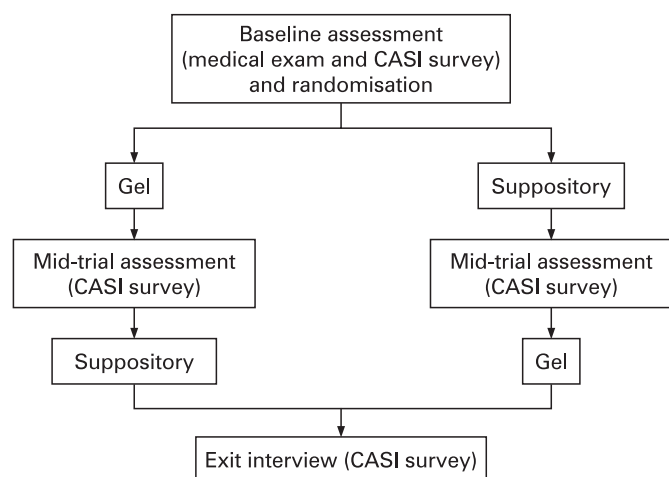 Baseline assessment
(medical exam and CASI survey)
and randomisation
Gel
Suppository
Mid-trial assessment
(CASI survey)
Mid-trial assessment
(CASI survey)
Suppository
Gel
Exit interview (CASI survey)